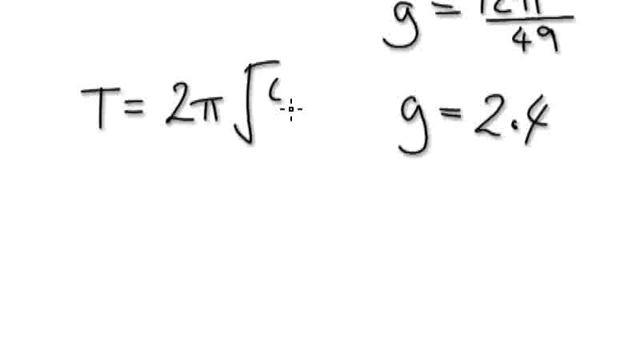 g =
49
T = 2π √
g = 2.4